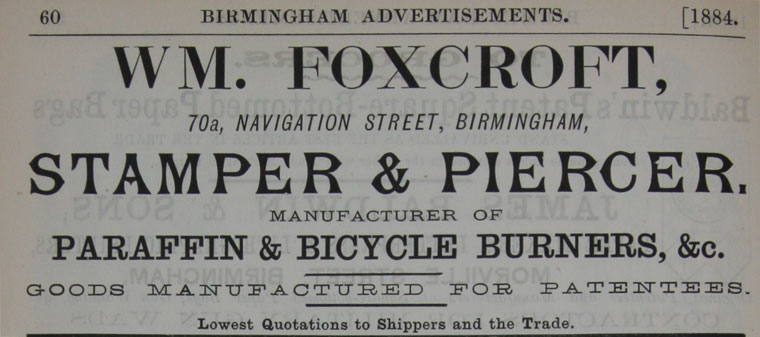 60 BIRMINGHAM ADVERTISEMENTS. [1884.
WM. FOXCROFT,
70a, NAVIGATION STREET, BIRMINGHAM,
STAMPER & PIERCER.
MANUFACTURER OF
PARAFFIN & BICYCLE BURNERS, &c.
GOODS MANUFACTURED FOR PATENTEES.
Lowest Quotations to Shippers and the Trade.